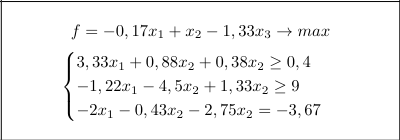 f = −0,17x₁ + x₂ − 1,33x₃ → max
3,33x₁ + 0,88x₂ + 0,38x₂ ≥ 0,4
−1,22x₁ − 4,5x₂ + 1,33x₂ ≥ 9
−2x₁ − 0,43x₂ − 2,75x₂ = −3,67